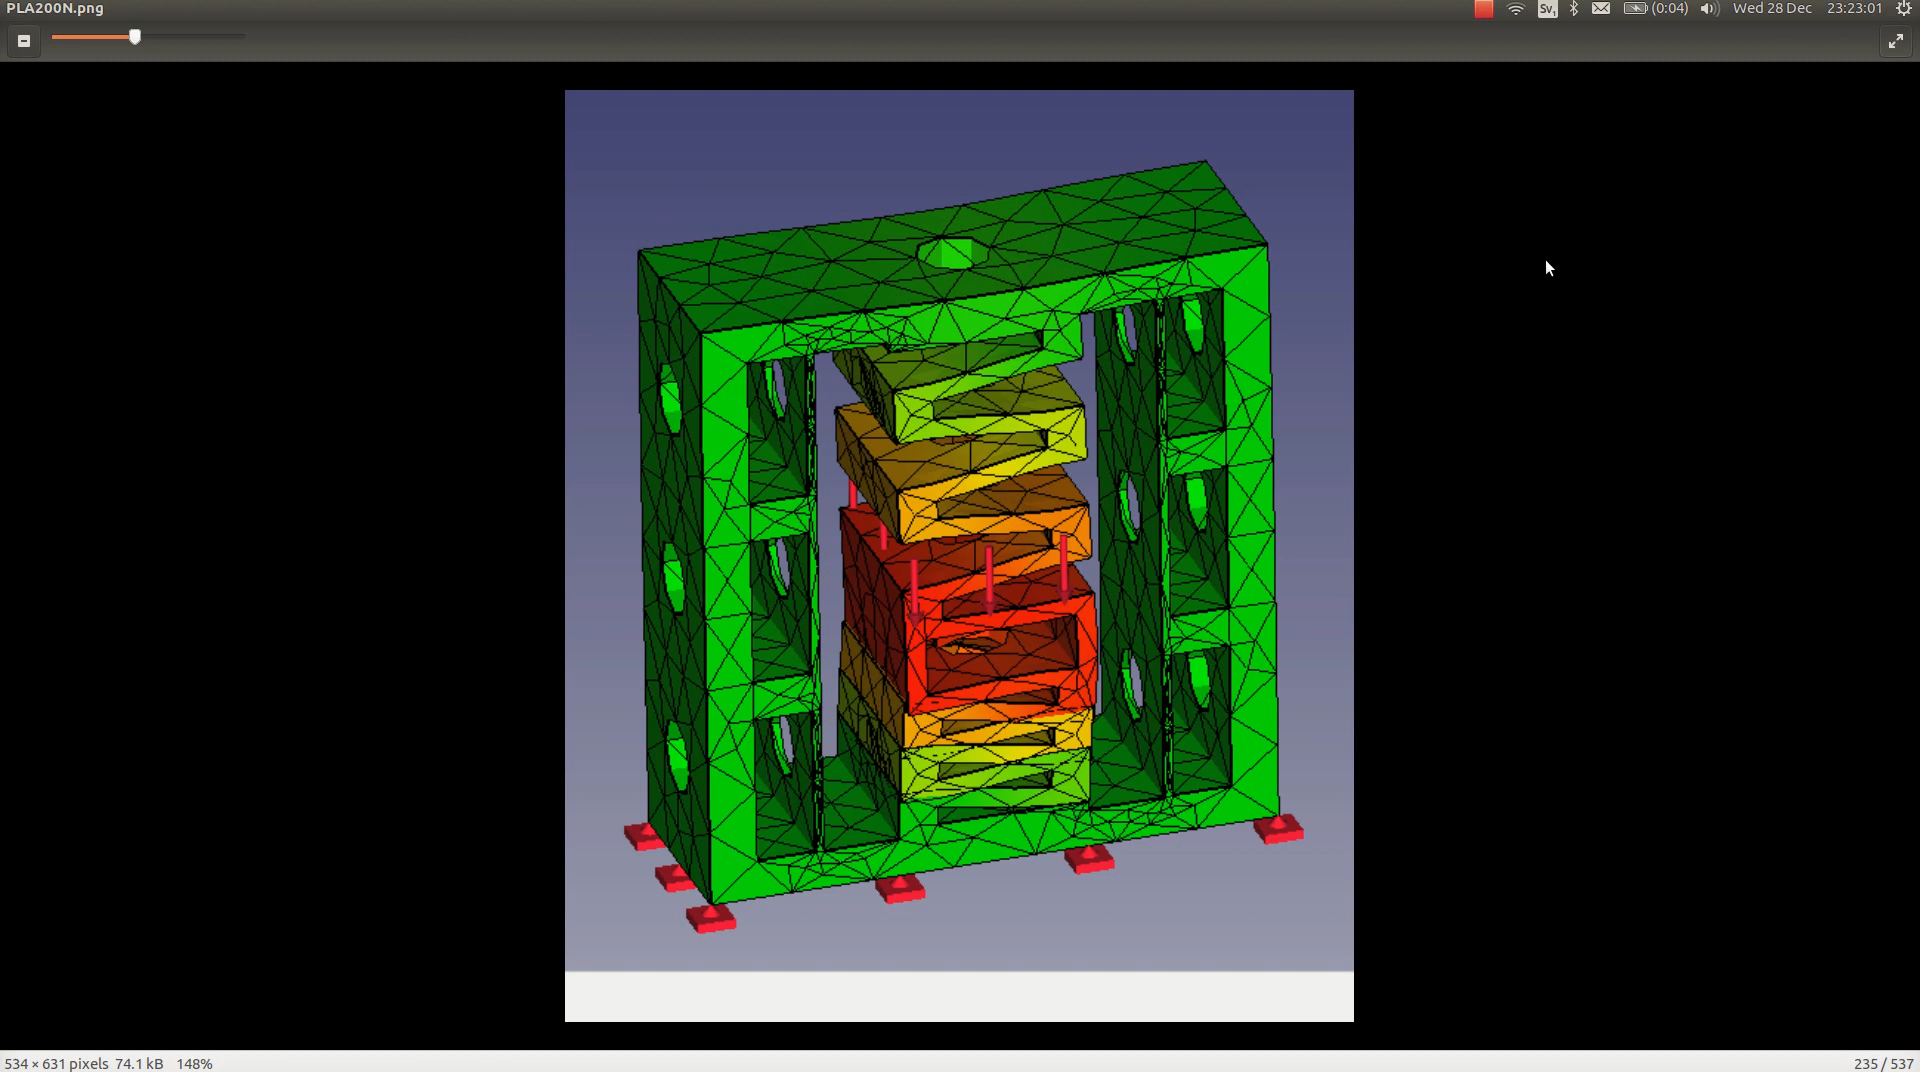 PLA200N.png
Sv1 (0:04) Wed 28 Dec 23:23:01
534 × 631 pixels 74.1 kB 148%
235 / 537